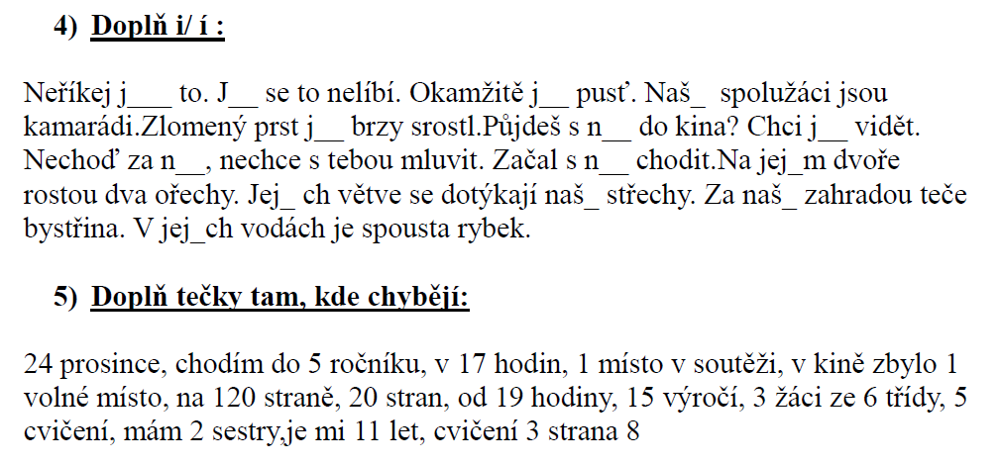 4) Doplň i/ í :
Neříkej j___ to. J__ se to nelíbí. Okamžitě j__ pusť. Naš_ spolužáci jsou
kamarádi.Zlomený prst j__ brzy srostl.Půjdeš s n__ do kina? Chci j__ vidět.
Nechoď za n__, nechce s tebou mluvit. Začal s n__ chodit.Na jej_m dvoře
rostou dva ořechy. Jej_ ch větve se dotýkají naš_ střechy. Za naš_ zahradou teče
bystřina. V jej_ch vodách je spousta rybek.
5) Doplň tečky tam, kde chybějí:
24 prosince, chodím do 5 ročníku, v 17 hodin, 1 místo v soutěži, v kině zbylo 1
volné místo, na 120 straně, 20 stran, od 19 hodiny, 15 výročí, 3 žáci ze 6 třídy, 5
cvičení, mám 2 sestry,je mi 11 let, cvičení 3 strana 8